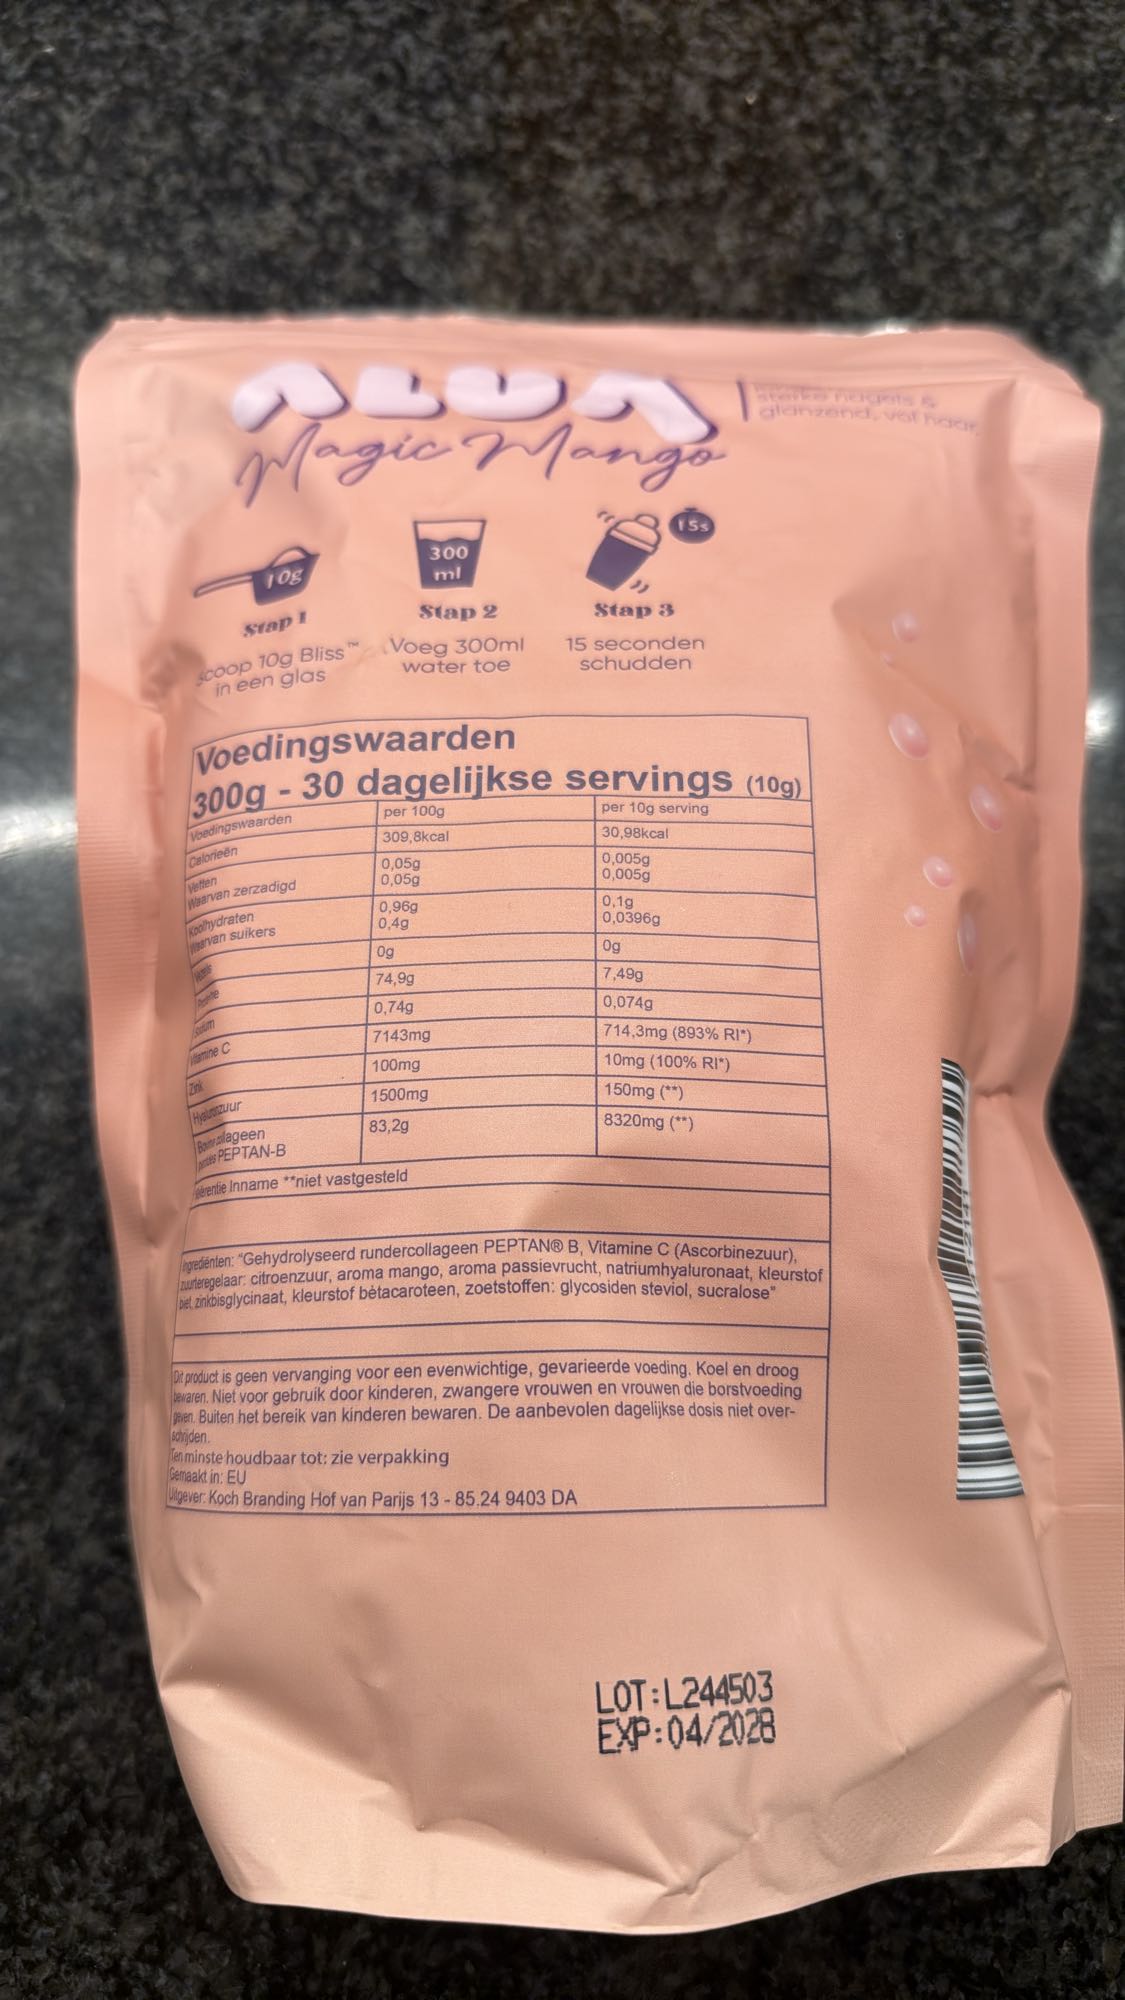 ALUA
Magic Mango
sterke nagels &
glanzend, vol haar
10g
300
ml
15s
Stap 1
Stap 2
Stap 3
Scoop 10g Bliss™
in een glas
Voeg 300ml
water toe
15 seconden
schudden
Voedingswaarden
300g - 30 dagelijkse servings (10g)
Voedingswaarden per 100g per 10g serving
Calorieën 309,8kcal 30,98kcal
Vetten 0,05g 0,005g
Waarvan zerzadigd 0,05g 0,005g
Koolhydraten 0,96g 0,1g
Waarvan suikers 0,4g 0,0396g
0g 0g
74,9g 7,49g
0,74g 0,074g
Vitamine C 7143mg 714,3mg (893% RI*)
Zink 100mg 10mg (100% RI*)
Hyaluronzuur 1500mg 150mg (**)
Bovine collageen 83,2g 8320mg (**)
PEPTAN-B
Inname **niet vastgesteld
Ingrediënten: "Gehydrolyseerd rundercollageen PEPTAN® B, Vitamine C (Ascorbinezuur),
zuurteregelaar: citroenzuur, aroma mango, aroma passievrucht, natriumhyaluronaat, kleurstof
biet, zinkbisglycinaat, kleurstof bètacaroteen, zoetstoffen: glycosiden steviol, sucralose"
Dit product is geen vervanging voor een evenwichtige, gevarieerde voeding. Koel en droog
bewaren. Niet voor gebruik door kinderen, zwangere vrouwen en vrouwen die borstvoeding
geven. Buiten het bereik van kinderen bewaren. De aanbevolen dagelijkse dosis niet over-
schrijden.
Ten minste houdbaar tot: zie verpakking
Gemaakt in: EU
Uitgever: Koch Branding Hof van Parijs 13 - 85.24 9403 DA
LOT:L244503
EXP:04/2028